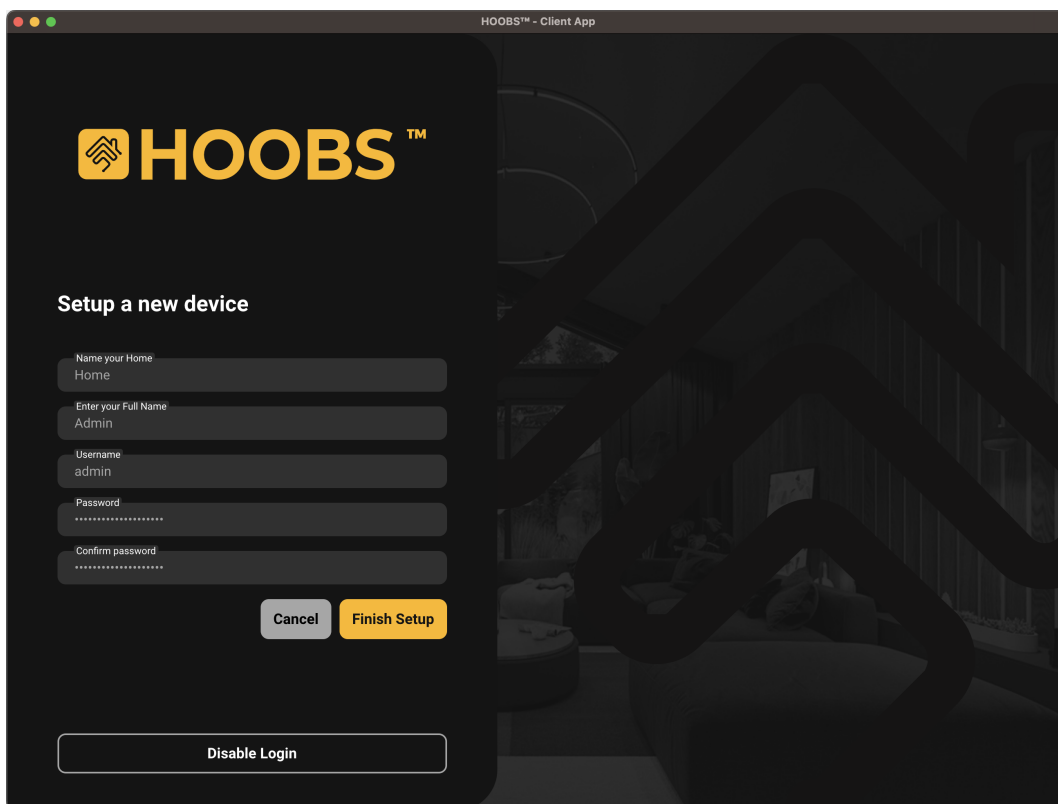 HOOBS™ - Client App
HOOBS™
Setup a new device
Name your Home
Home
Enter your Full Name
Admin
Username
admin
Password
••••••••••••••••••••
Confirm password
••••••••••••••••••••
Cancel Finish Setup
Disable Login